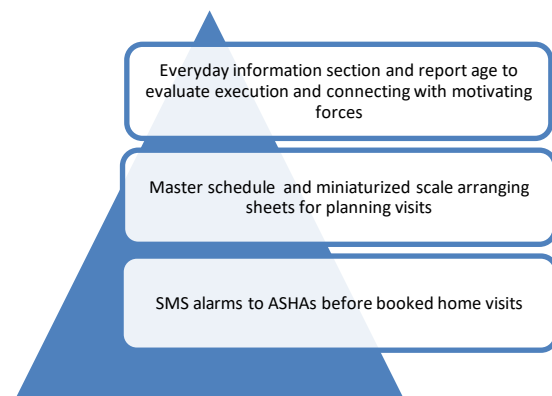 Everyday information section and report age to
evaluate execution and connecting with motivating
forces
Master schedule and miniaturized scale arranging
sheets for planning visits
SMS alarms to ASHAs before booked home visits